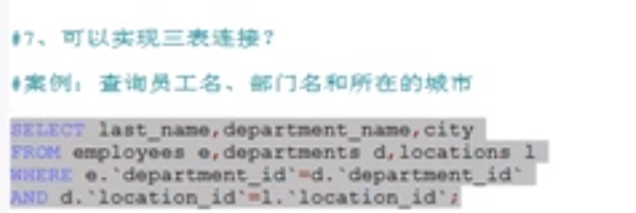 #7、可以实现三表连接?
#案例：查询员工名、部门名和所在的城市
SELECT last_name,department_name,city
FROM employees e,departments d,locations l
WHERE e.`department_id`=d.`department_id`
AND d.`location_id`=l.`location_id`;